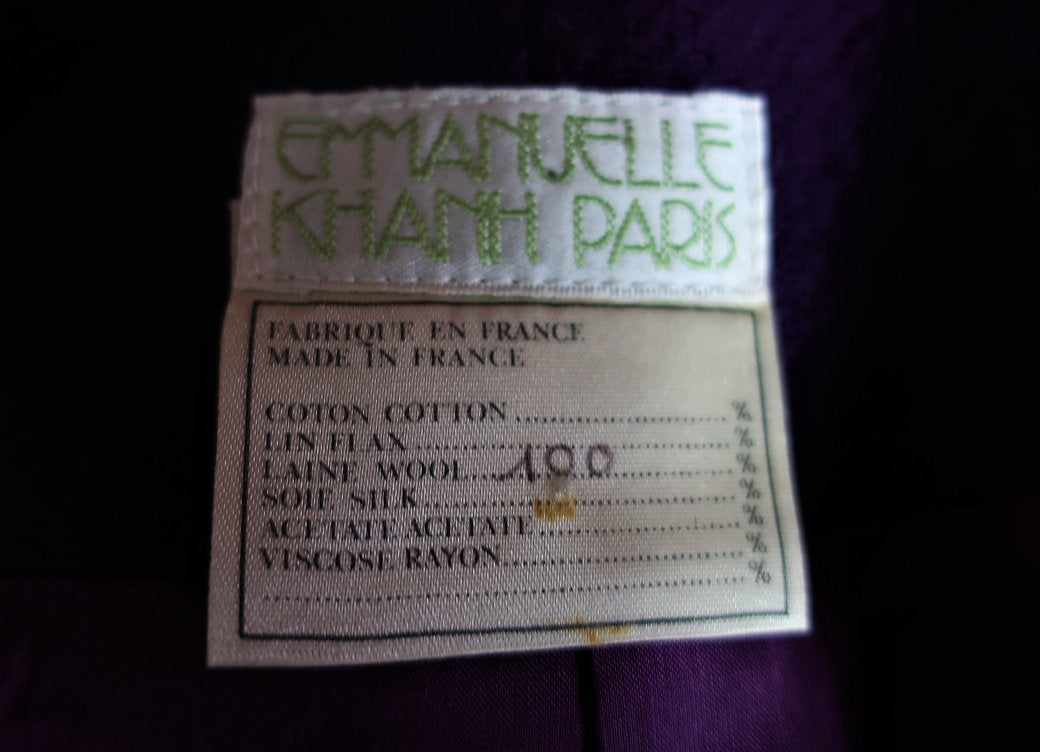 EMMANUELLE
KHANH PARIS
FABRIQUE EN FRANCE
MADE IN FRANCE
COTON COTTON.......................%
LIN FLAX.......................%
LAINE WOOL...100...............%
SOIE SILK.......................%
ACETATE ACETATE.......................%
VISCOSE RAYON.......................%
.......................%